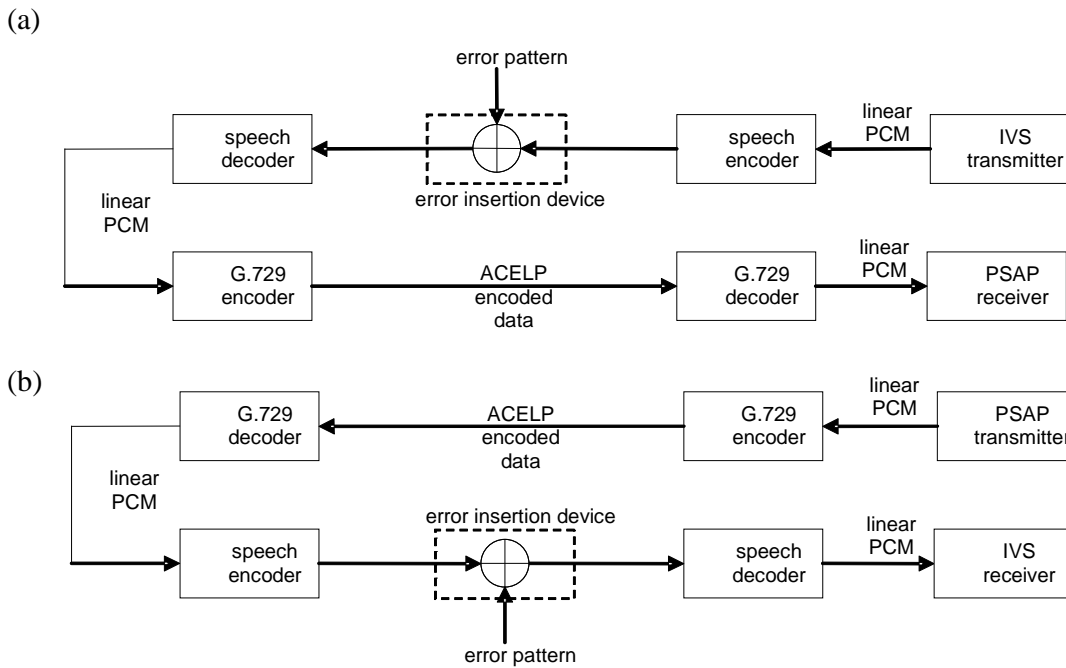 (a)
error pattern
speech
decoder
speech
encoder
linear
PCM
IVS
transmitter
error insertion device
linear
PCM
G.729
encoder
ACELP
encoded
data
G.729
decoder
linear
PCM
PSAP
receiver
(b)
G.729
decoder
ACELP
encoded
data
G.729
encoder
linear
PCM
PSAP
transmitter
linear
PCM
error insertion device
speech
encoder
speech
decoder
linear
PCM
IVS
receiver
error pattern